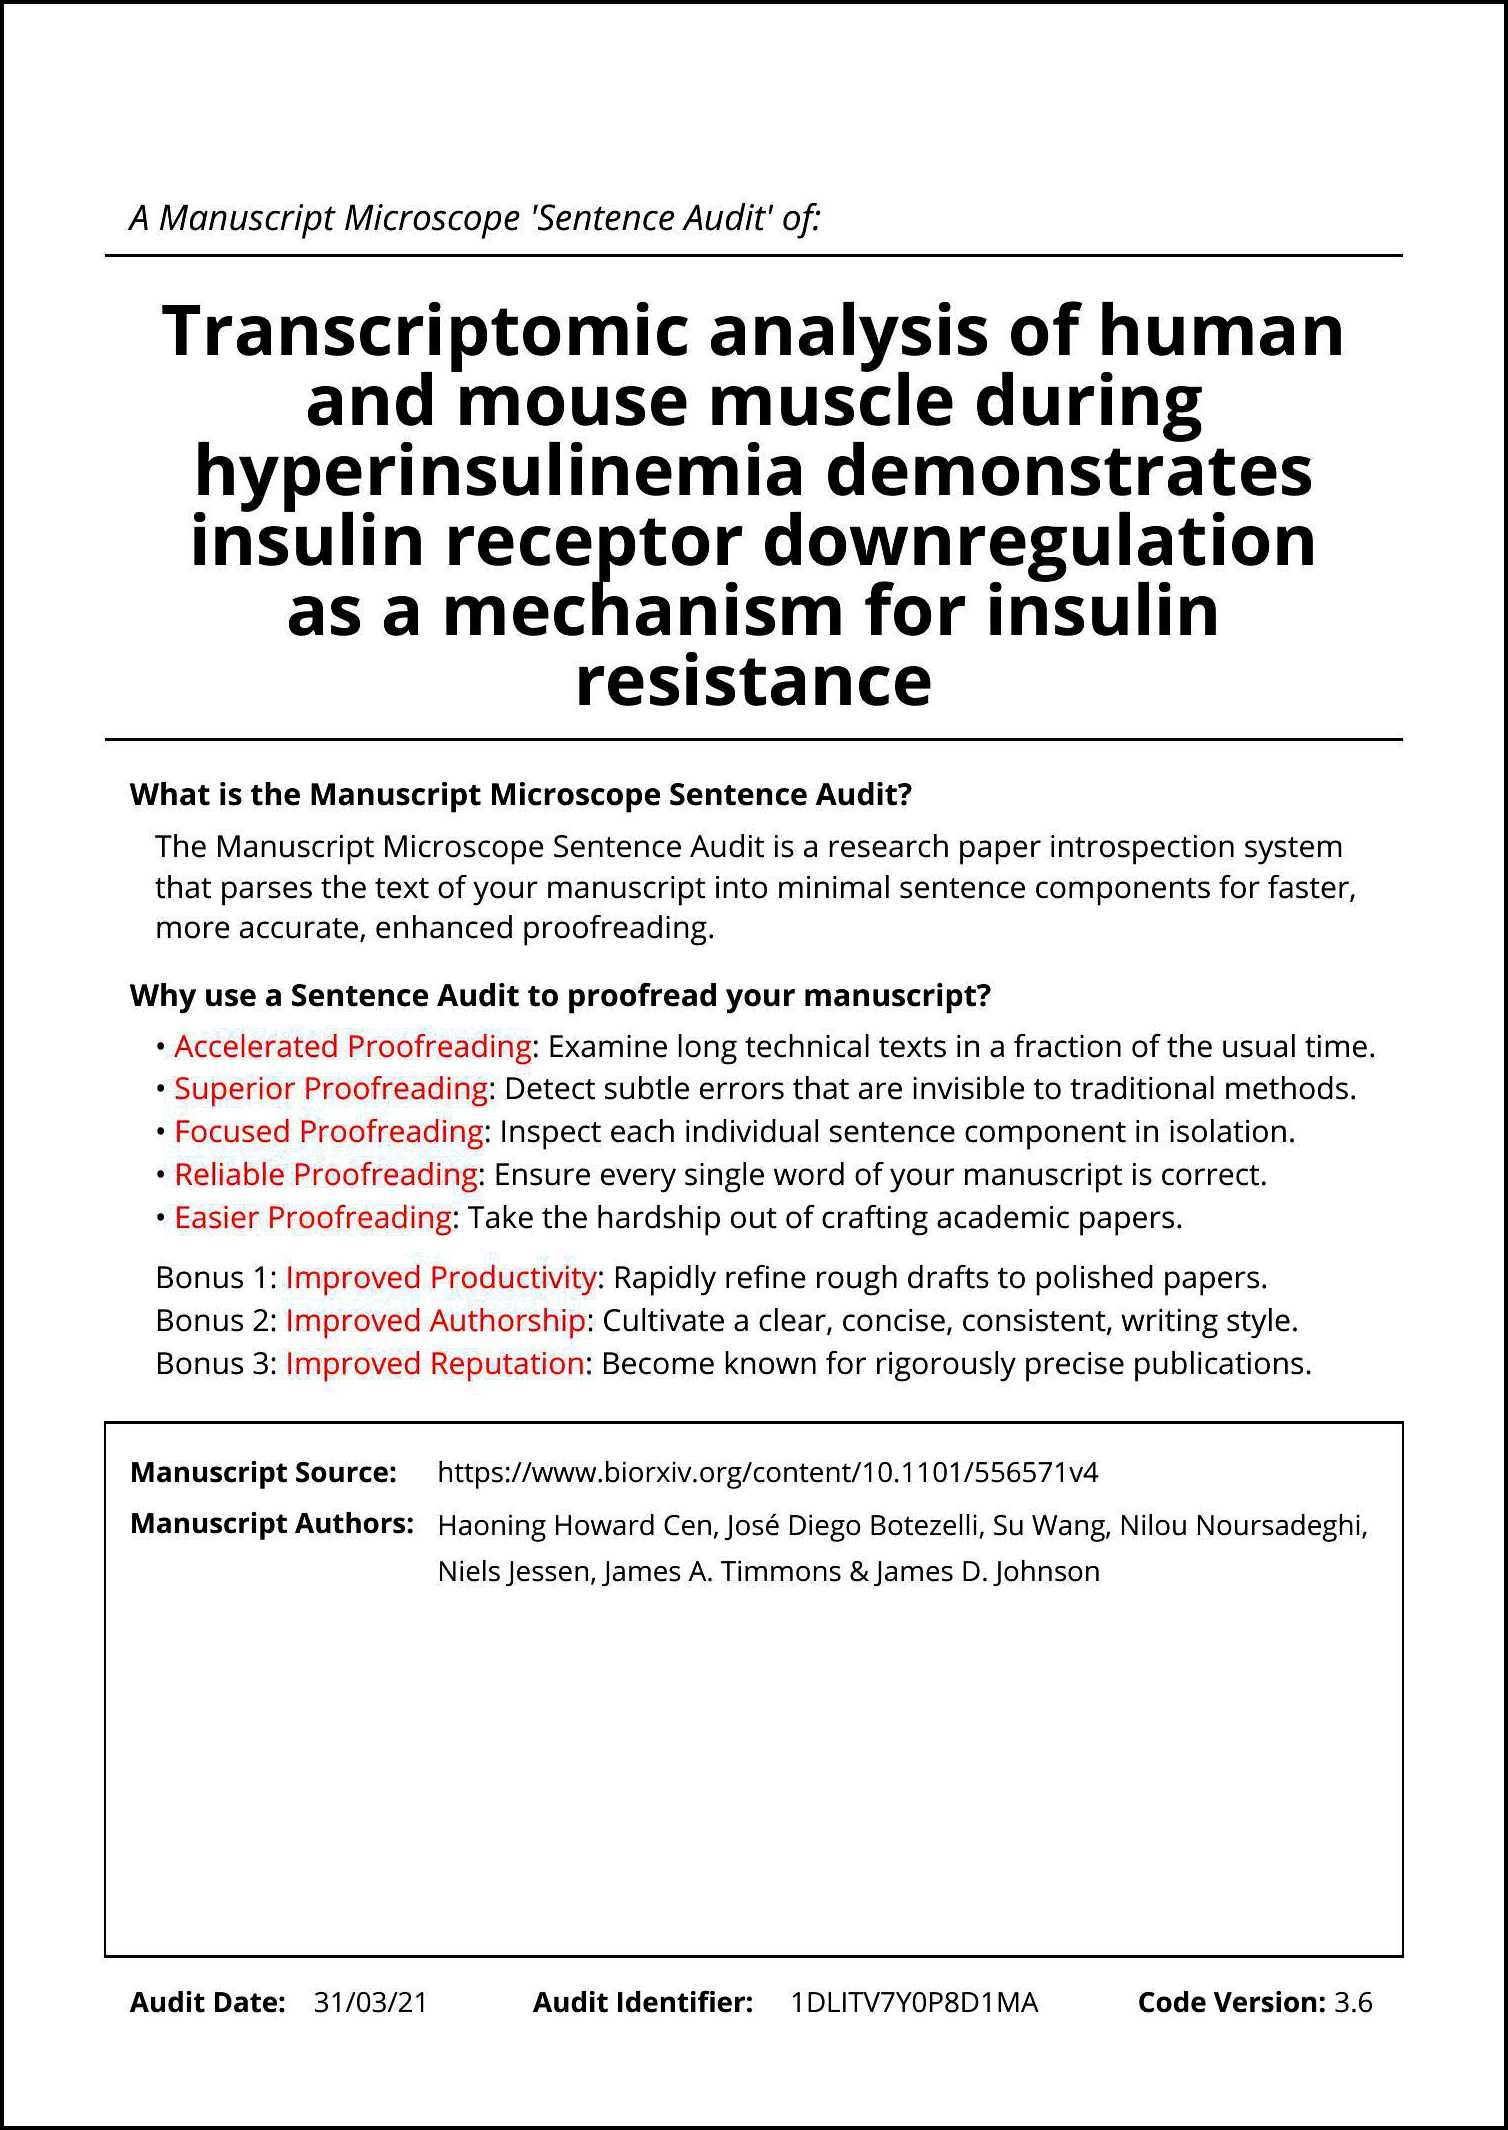 A Manuscript Microscope 'Sentence Audit' of:
Transcriptomic analysis of human
and mouse muscle during
hyperinsulinemia demonstrates
insulin receptor downregulation
as a mechanism for insulin
resistance
What is the Manuscript Microscope Sentence Audit?
The Manuscript Microscope Sentence Audit is a research paper introspection system
that parses the text of your manuscript into minimal sentence components for faster,
more accurate, enhanced proofreading.
Why use a Sentence Audit to proofread your manuscript?
• Accelerated Proofreading: Examine long technical texts in a fraction of the usual time.
• Superior Proofreading: Detect subtle errors that are invisible to traditional methods.
• Focused Proofreading: Inspect each individual sentence component in isolation.
• Reliable Proofreading: Ensure every single word of your manuscript is correct.
• Easier Proofreading: Take the hardship out of crafting academic papers.
Bonus 1: Improved Productivity: Rapidly refine rough drafts to polished papers.
Bonus 2: Improved Authorship: Cultivate a clear, concise, consistent, writing style.
Bonus 3: Improved Reputation: Become known for rigorously precise publications.
Manuscript Source: https://www.biorxiv.org/content/10.1101/556571v4
Manuscript Authors: Haoning Howard Cen, José Diego Botezelli, Su Wang, Nilou Noursadeghi,
Niels Jessen, James A. Timmons & James D. Johnson
Audit Date: 31/03/21 Audit Identifier: 1DLITV7Y0P8D1MA Code Version: 3.6